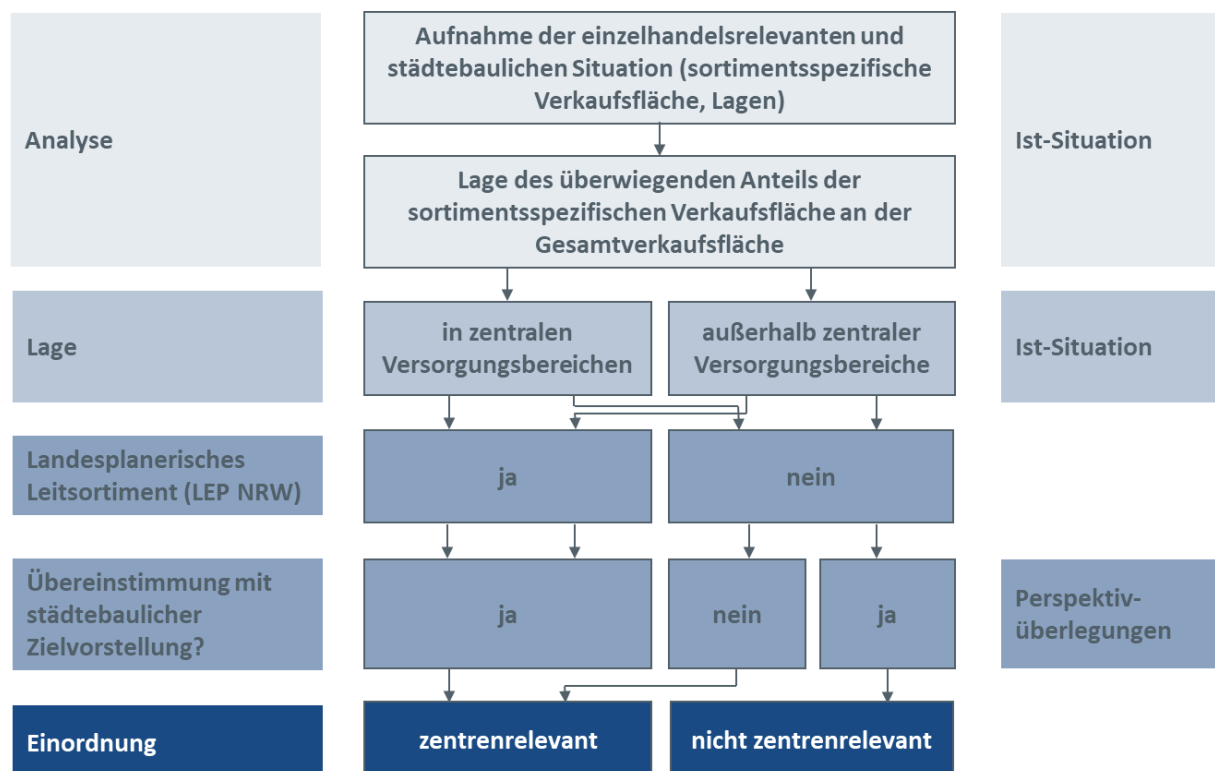 Aufnahme der einzelhandelsrelevanten und
städtebaulichen Situation (sortimentsspezifische
Verkaufsfläche, Lagen)
Analyse
Ist-Situation
Lage des überwiegenden Anteils der
sortimentsspezifischen Verkaufsfläche an der
Gesamtverkaufsfläche
Lage
in zentralen
Versorgungsbereichen
außerhalb zentraler
Versorgungsbereiche
Ist-Situation
Landesplanerisches
Leitsortiment (LEP NRW)
ja
nein
Übereinstimmung mit
städtebaulicher
Zielvorstellung?
ja
nein
ja
Perspektiv-
überlegungen
Einordnung
zentrenrelevant
nicht zentrenrelevant